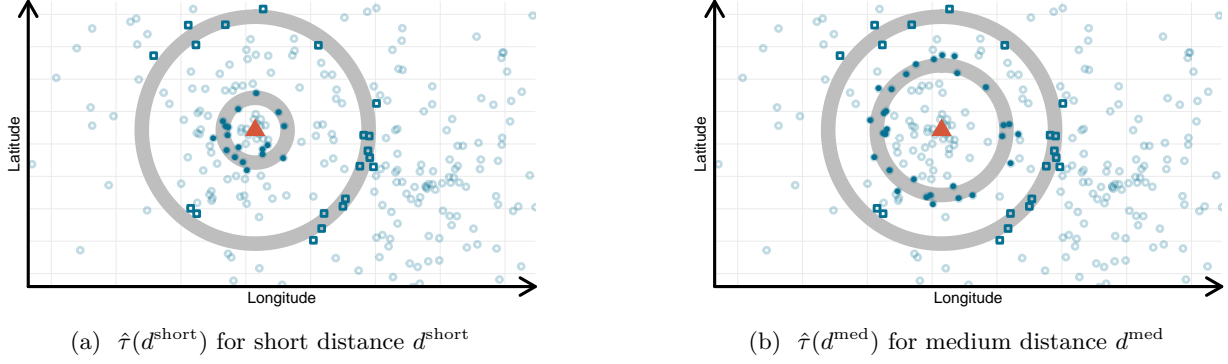 Latitude
Longitude
(a) τ̂(d^short) for short distance d^short
Latitude
Longitude
(b) τ̂(d^med) for medium distance d^med